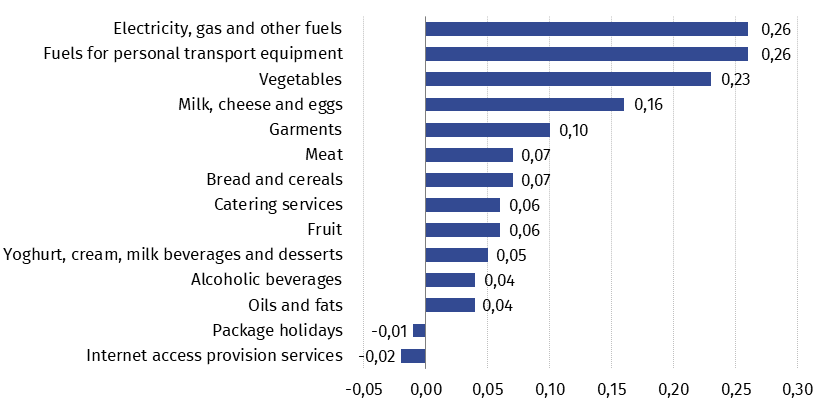 Electricity, gas and other fuels 0,26
Fuels for personal transport equipment 0,26
Vegetables 0,23
Milk, cheese and eggs 0,16
Garments 0,10
Meat 0,07
Bread and cereals 0,07
Catering services 0,06
Fruit 0,06
Yoghurt, cream, milk beverages and desserts 0,05
Alcoholic beverages 0,04
Oils and fats 0,04
Package holidays -0,01
Internet access provision services -0,02
-0,05 0,00 0,05 0,10 0,15 0,20 0,25 0,30